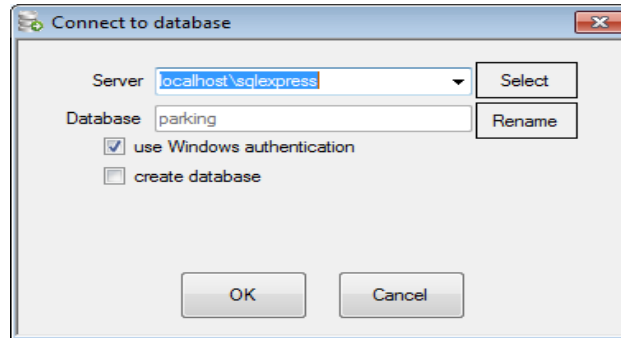 Connect to database
Server localhost\sqlexpress Select
Database parking Rename
use Windows authentication
create database
OK Cancel